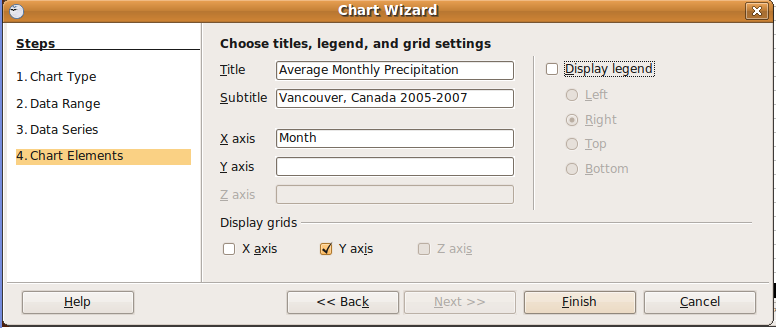 Chart Wizard
Steps
1. Chart Type
2. Data Range
3. Data Series
4. Chart Elements
Choose titles, legend, and grid settings
Title Average Monthly Precipitation
Subtitle Vancouver, Canada 2005-2007
X axis Month
Y axis
Z axis
Display legend
Left
Right
Top
Bottom
Display grids
X axis Y axis Z axis
Help << Back Next >> Finish Cancel